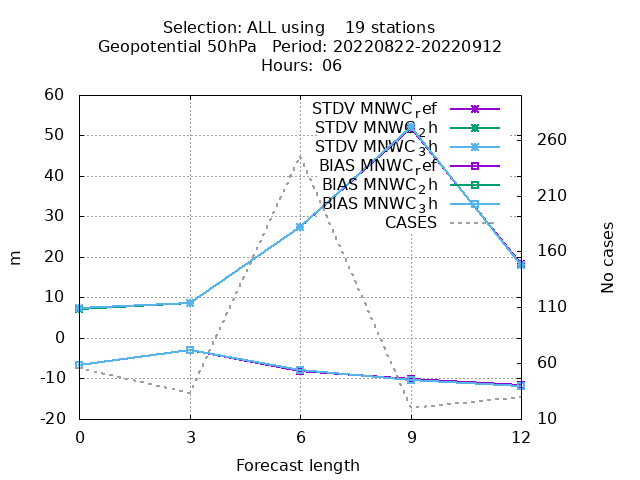 Selection: ALL using    19 stations
Geopotential 50hPa   Period: 20220822-20220912
Hours: 06
60
50
40
30
20
10
0
-10
-20
m
STDV MNWC_ref
STDV MNWC_2h
STDV MNWC_3h
BIAS MNWC_ref
BIAS MNWC_2h
BIAS MNWC_3h
CASES
260
210
160
110
60
10
No cases
0 3 6 9 12
Forecast length